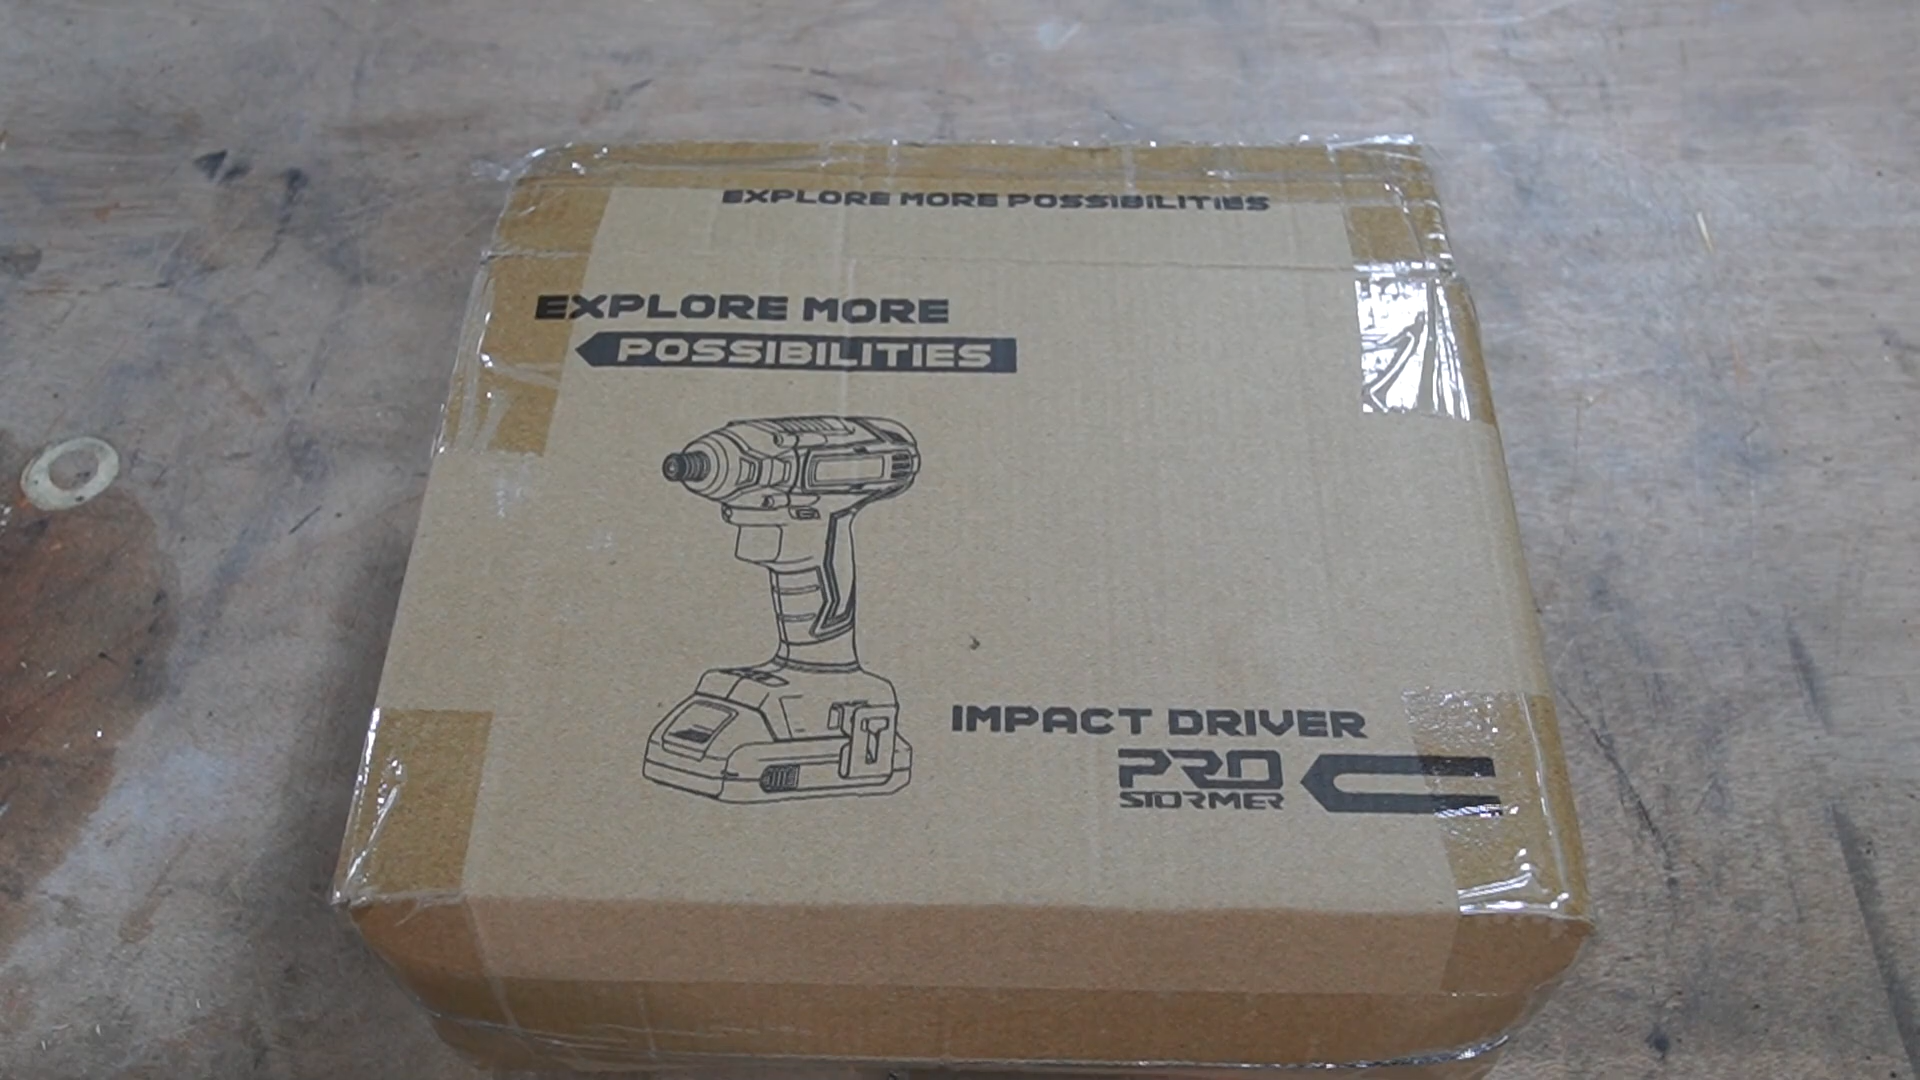 EXPLORE MORE POSSIBILITIES
EXPLORE MORE
POSSIBILITIES
IMPACT DRIVER
PRO
STORMER